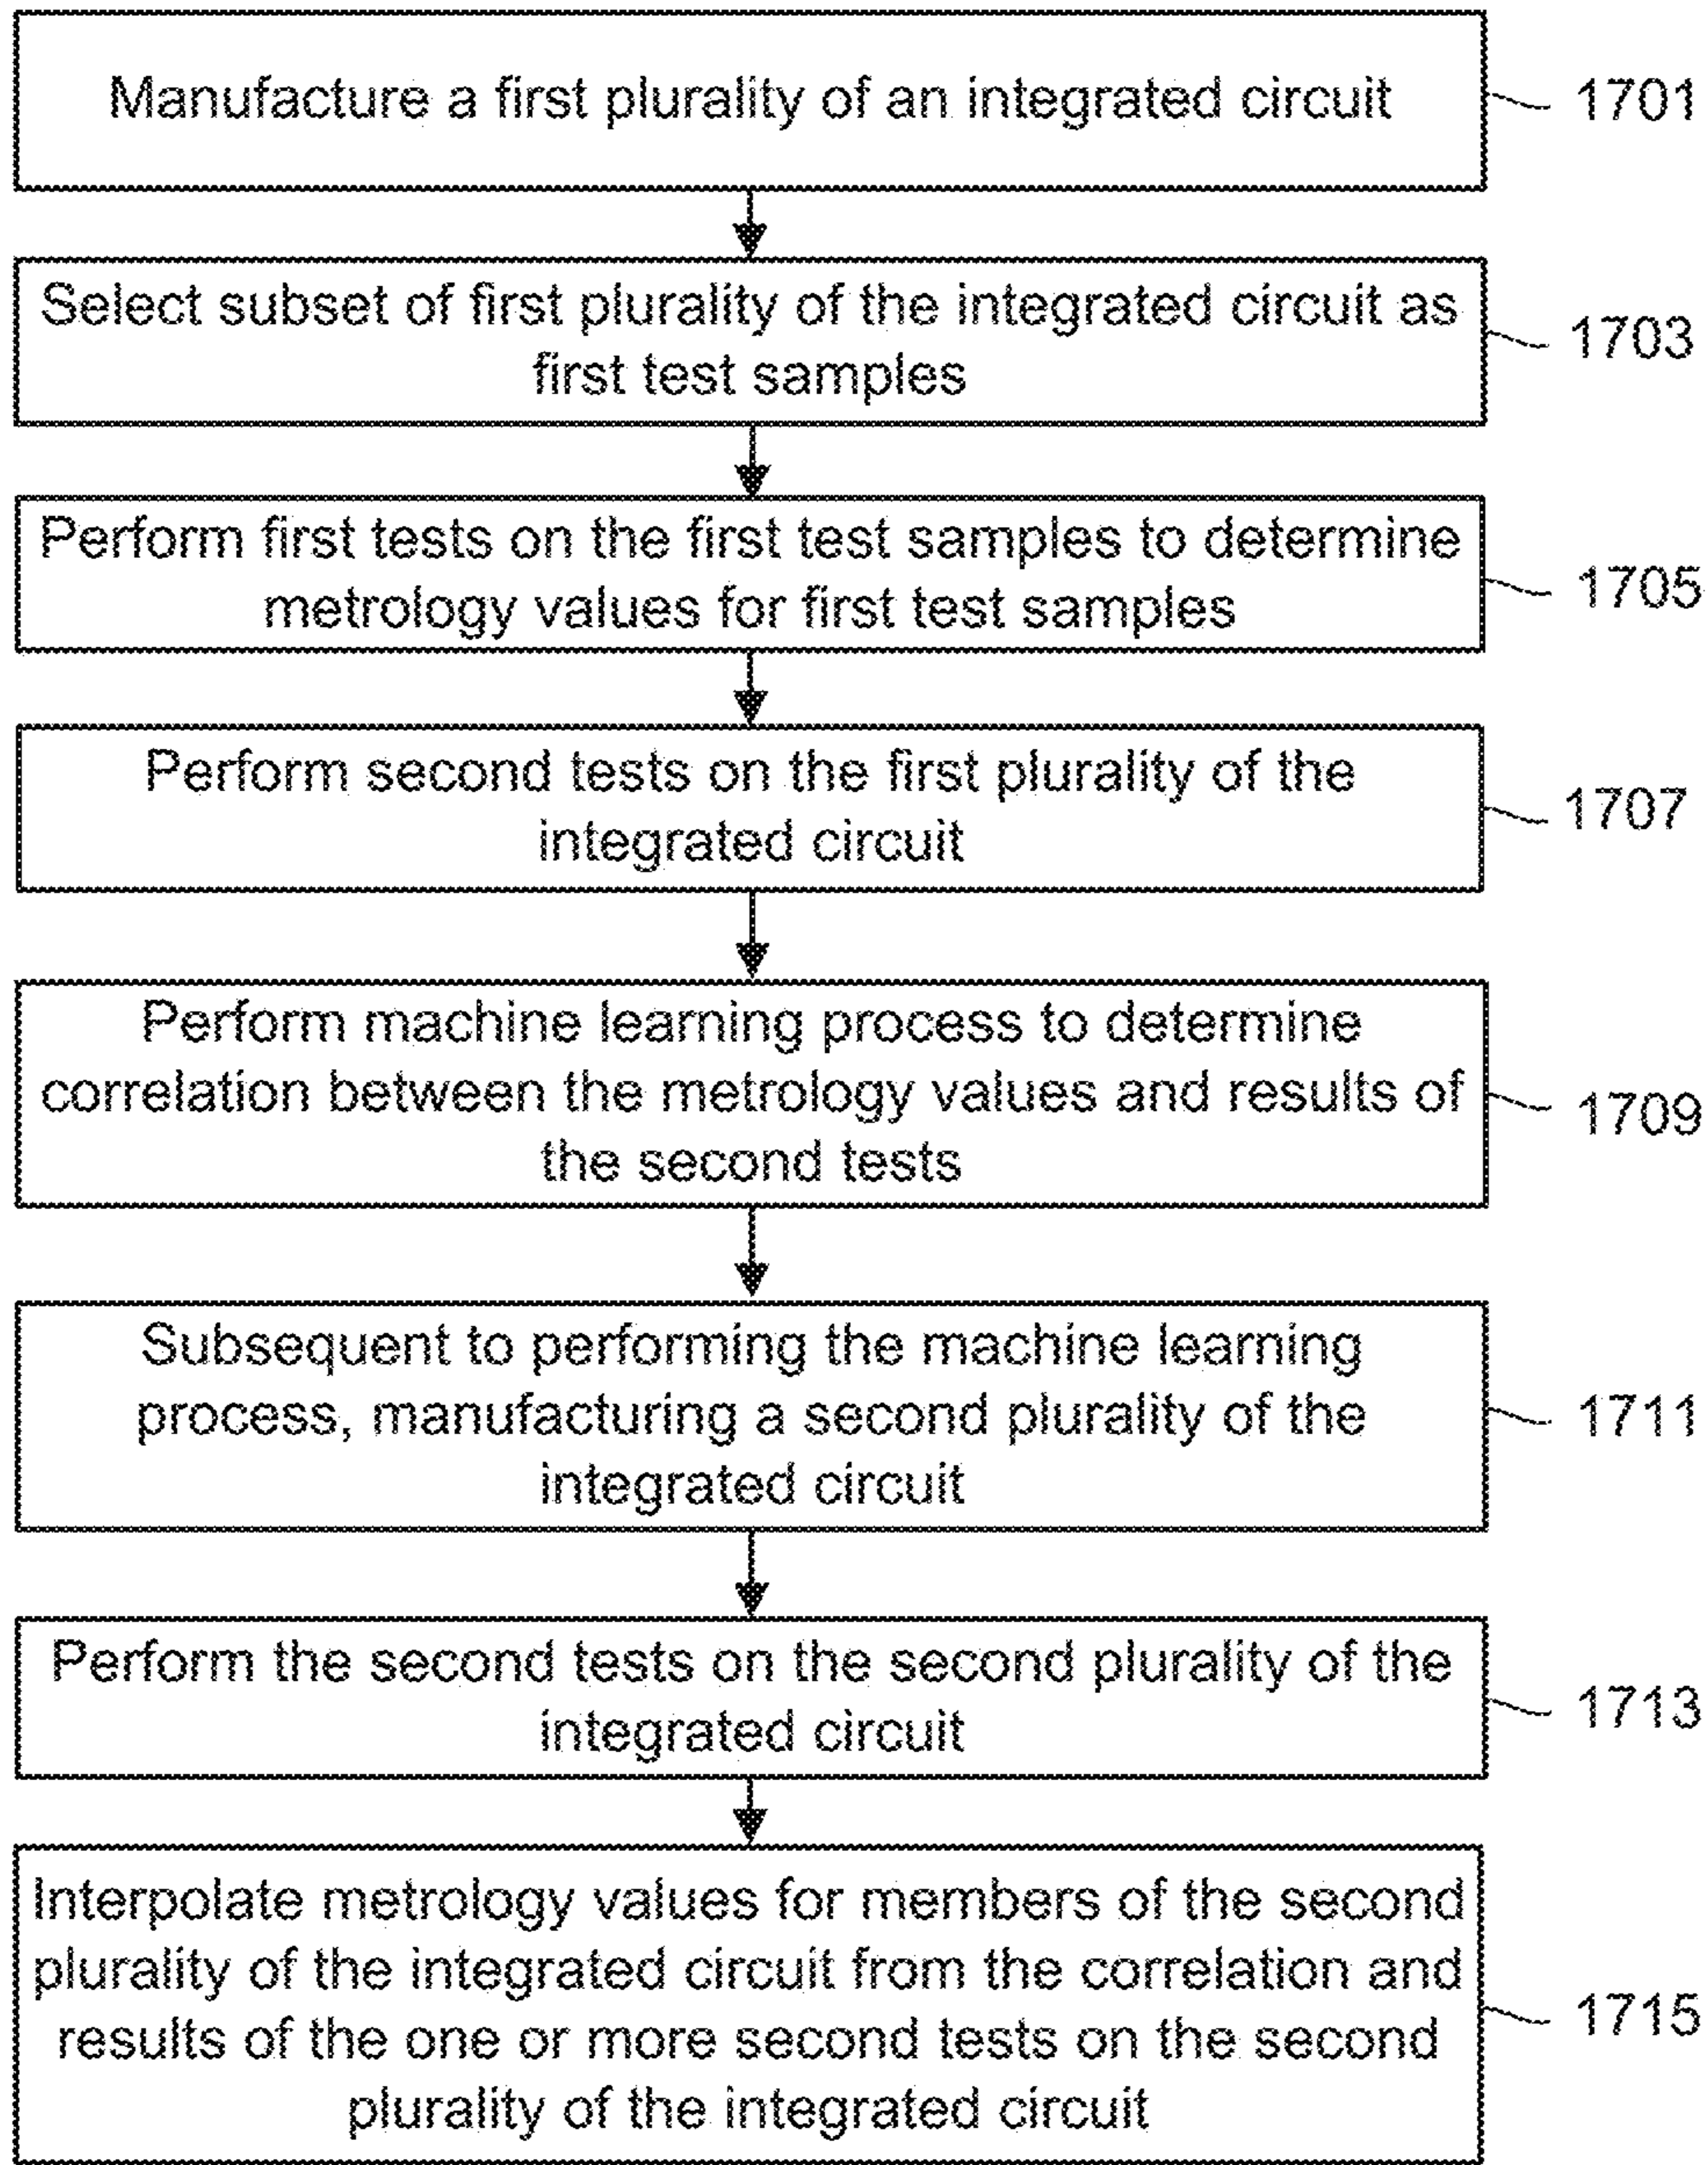 Manufacture a first plurality of an integrated circuit
1701
Select subset of first plurality of the integrated circuit as
first test samples
1703
Perform first tests on the first test samples to determine
metrology values for first test samples
1705
Perform second tests on the first plurality of the
integrated circuit
1707
Perform machine learning process to determine
correlation between the metrology values and results of
the second tests
1709
Subsequent to performing the machine learning
process, manufacturing a second plurality of the
integrated circuit
1711
Perform the second tests on the second plurality of the
integrated circuit
1713
Interpolate metrology values for members of the second
plurality of the integrated circuit from the correlation and
results of the one or more second tests on the second
plurality of the integrated circuit
1715